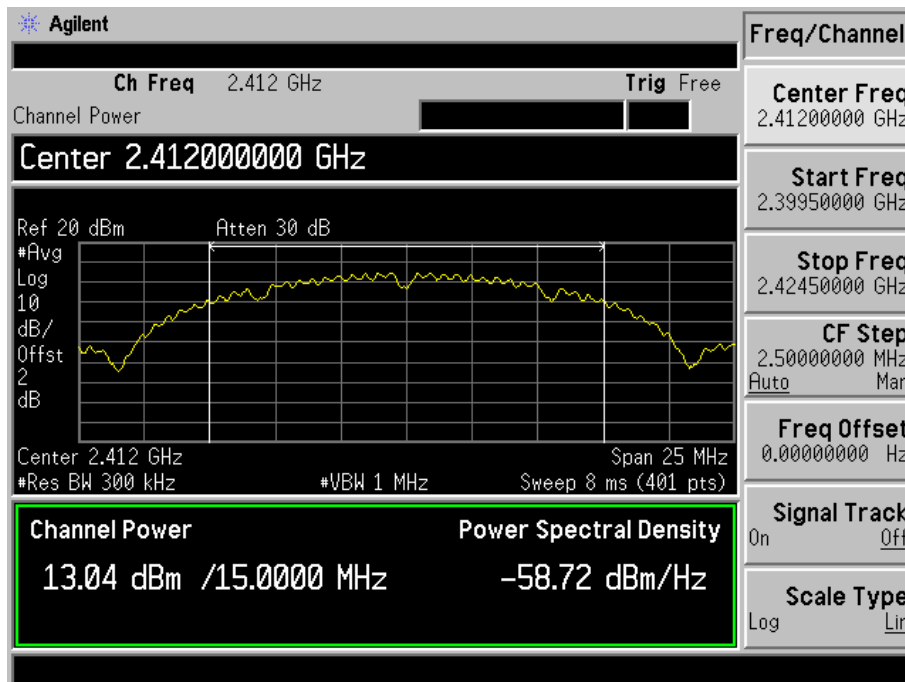 Agilent
Freq/Channel
Ch Freq 2.412 GHz Trig Free
Channel Power
Center 2.412000000 GHz
Ref 20 dBm Atten 30 dB
#Avg
Log
10
dB/
Offst
2
dB
Center 2.412 GHz Span 25 MHz
#Res BW 300 kHz #VBW 1 MHz Sweep 8 ms (401 pts)
Channel Power Power Spectral Density
13.04 dBm /15.0000 MHz -58.72 dBm/Hz
Center Freq
2.41200000 GHz
Start Freq
2.39950000 GHz
Stop Freq
2.42450000 GHz
CF Step
2.50000000 MHz
Auto Man
Freq Offset
0.00000000 Hz
Signal Track
On Off
Scale Type
Log Lin